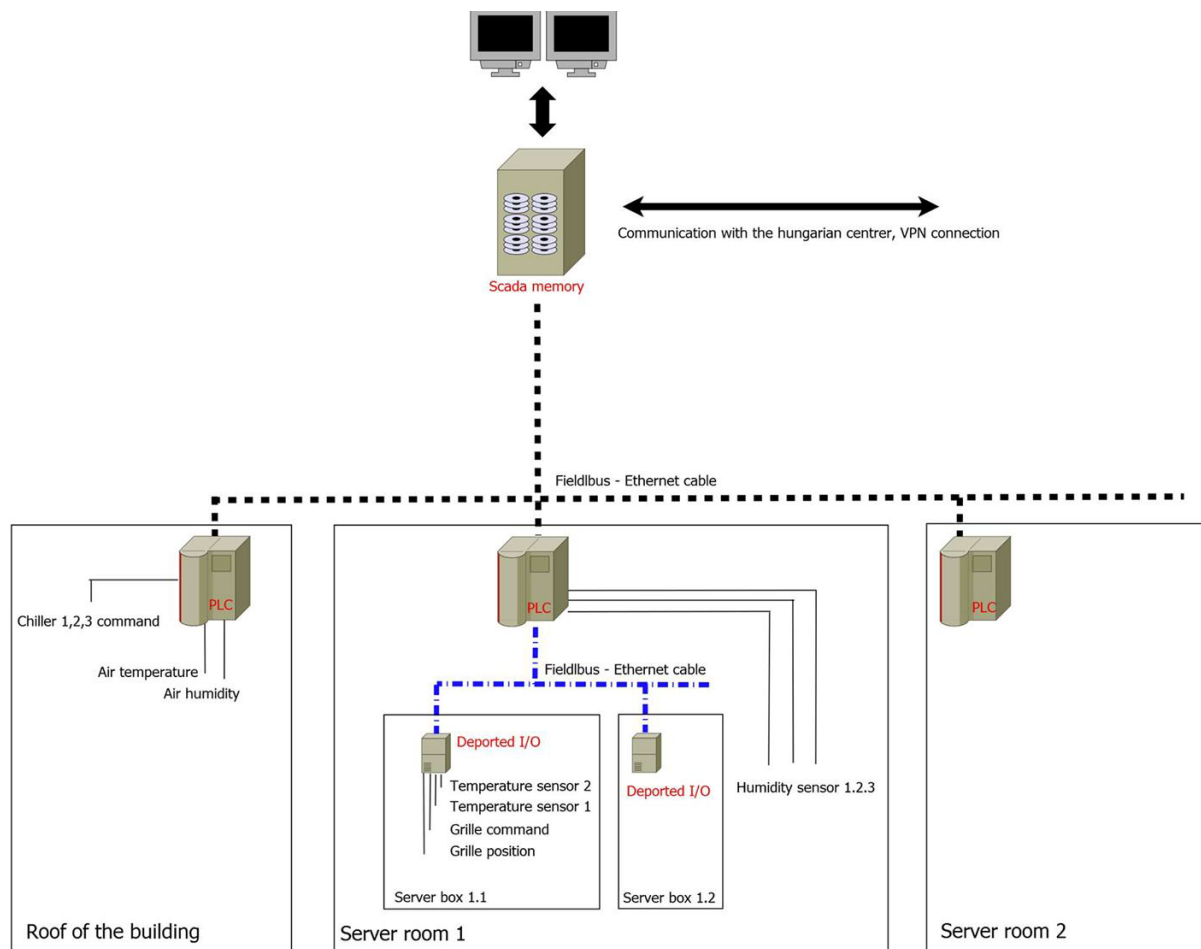 Communication with the hungarian centrer, VPN connection
Scada memory
Fieldlbus - Ethernet cable
PLC
Chiller 1,2,3 command
Air temperature
Air humidity
Roof of the building
PLC
Fieldlbus - Ethernet cable
Deported I/O
Temperature sensor 2
Temperature sensor 1
Grille command
Grille position
Server box 1.1
Deported I/O
Server box 1.2
Humidity sensor 1.2.3
Server room 1
PLC
Server room 2